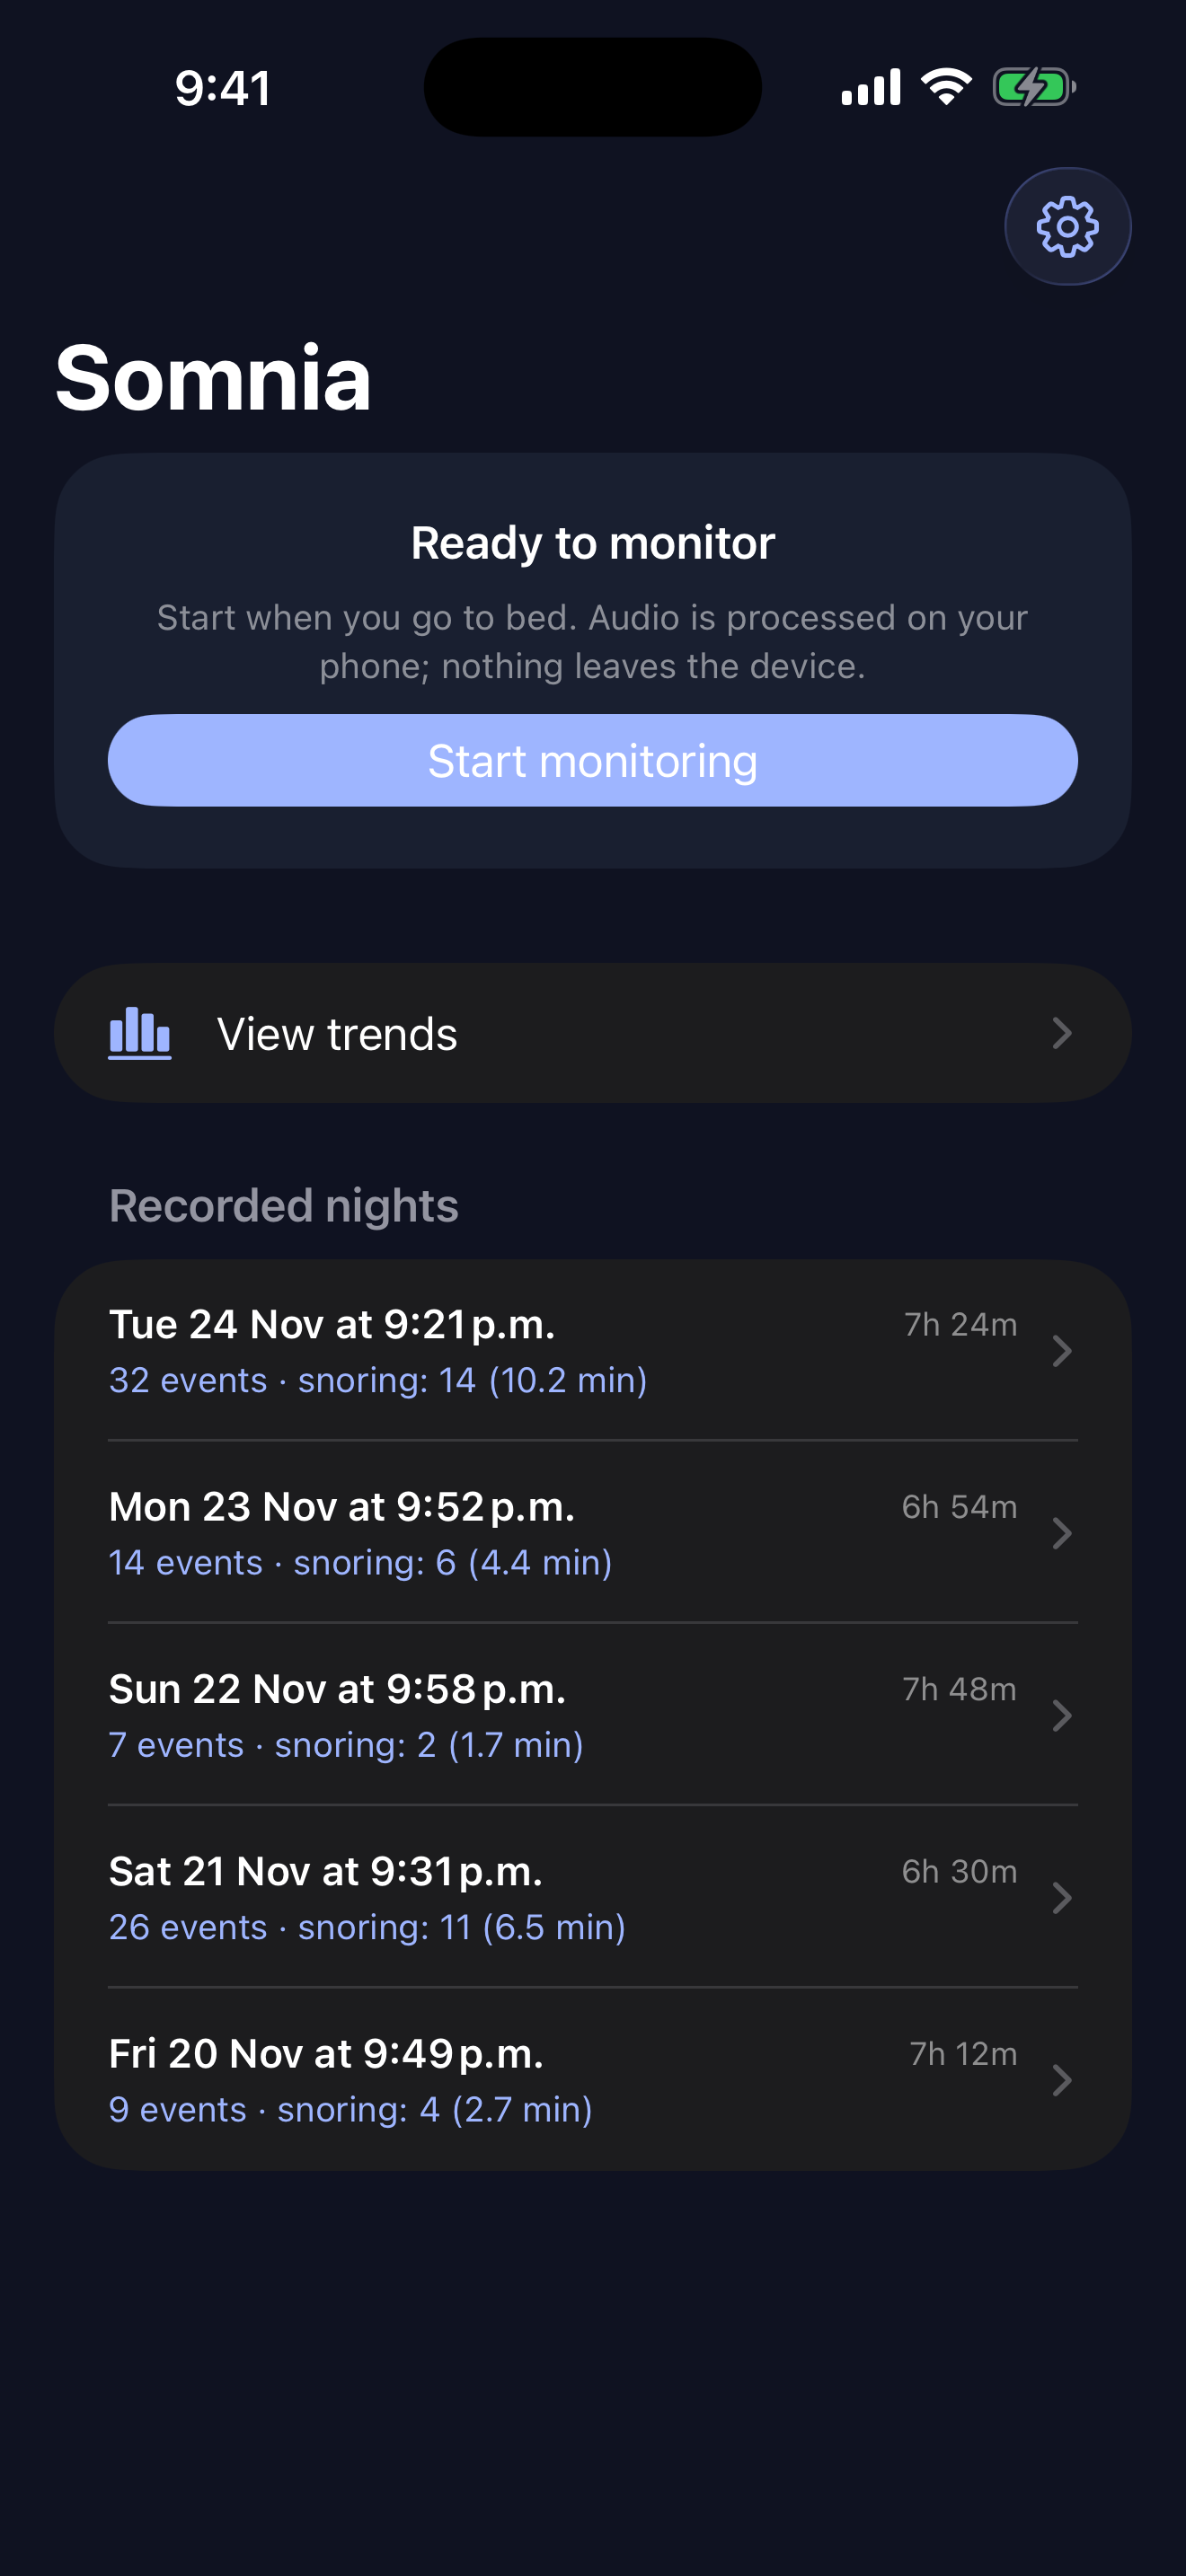 9:41
Somnia
Ready to monitor
Start when you go to bed. Audio is processed on your
phone; nothing leaves the device.
Start monitoring
View trends
Recorded nights
Tue 24 Nov at 9:21 p.m.
7h 24m
32 events · snoring: 14 (10.2 min)
Mon 23 Nov at 9:52 p.m.
6h 54m
14 events · snoring: 6 (4.4 min)
Sun 22 Nov at 9:58 p.m.
7h 48m
7 events · snoring: 2 (1.7 min)
Sat 21 Nov at 9:31 p.m.
6h 30m
26 events · snoring: 11 (6.5 min)
Fri 20 Nov at 9:49 p.m.
7h 12m
9 events · snoring: 4 (2.7 min)